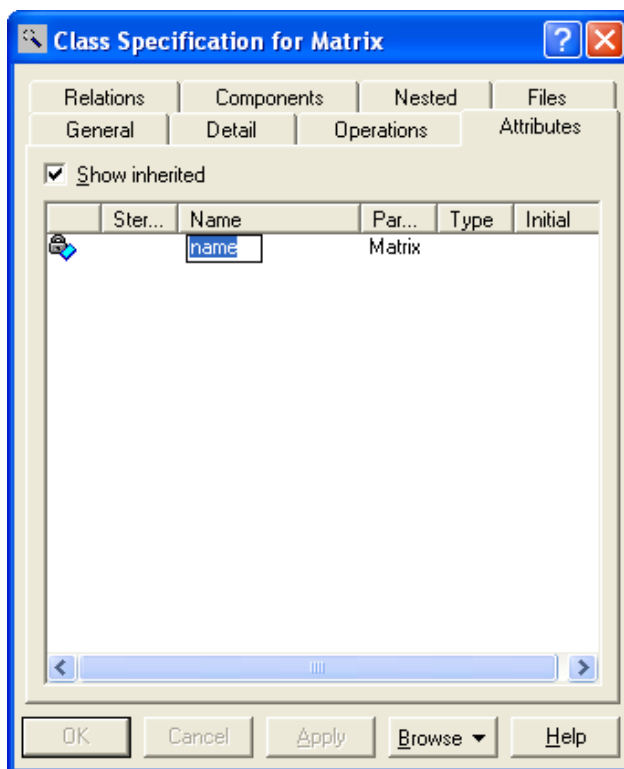 Class Specification for Matrix
Relations Components Nested Files
General Detail Operations Attributes
Show inherited
Ster... Name Par... Type Initial
name Matrix
OK Cancel Apply Browse Help